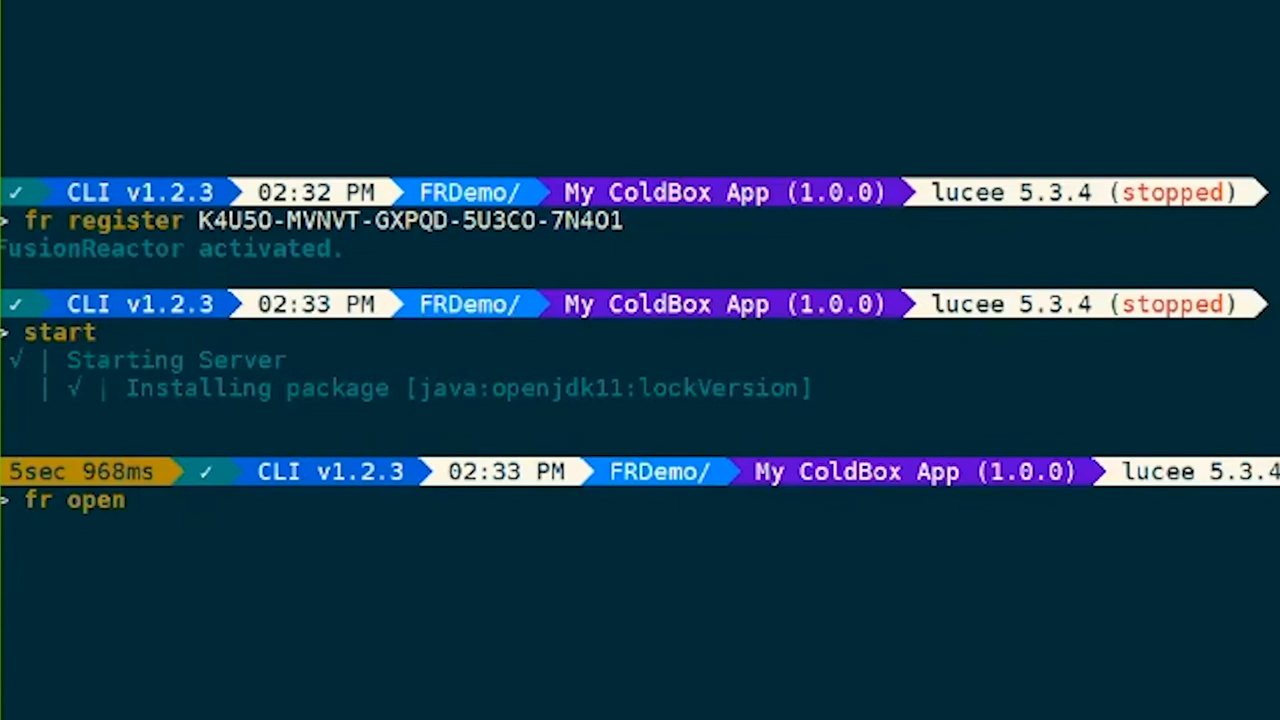 ✓ CLI v1.2.3 02:32 PM FRDemo/ My ColdBox App (1.0.0) lucee 5.3.4 (stopped)
> fr register K4U5O-MVNVT-GXPQD-5U3CO-7N4O1
FusionReactor activated.
✓ CLI v1.2.3 02:33 PM FRDemo/ My ColdBox App (1.0.0) lucee 5.3.4 (stopped)
> start
√ | Starting Server
| √ | Installing package [java:openjdk11:lockVersion]
5sec 968ms ✓ CLI v1.2.3 02:33 PM FRDemo/ My ColdBox App (1.0.0) lucee 5.3.4
> fr open